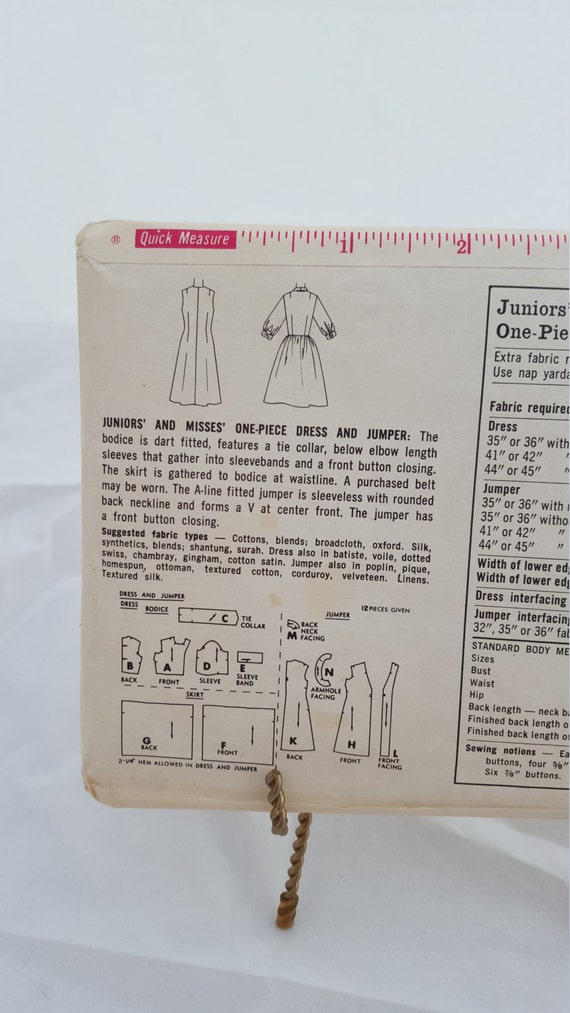 ® Quick Measure 1 2
JUNIORS' AND MISSES' ONE-PIECE DRESS AND JUMPER: The
bodice is dart fitted, features a tie collar, below elbow length
sleeves that gather into sleevebands and a front button closing.
The skirt is gathered to bodice at waistline. A purchased belt
may be worn. The A-line fitted jumper is sleeveless with rounded
back neckline and forms a V at center front. The jumper has
a front button closing.
Suggested fabric types — Cottons, blends; broadcloth, oxford. Silk,
synthetics, blends; shantung, surah. Dress also in batiste, voile, dotted
swiss, chambray, gingham, cotton satin. Jumper also in poplin, pique,
homespun, ottoman, textured cotton, corduroy, velveteen. Linens.
Textured silk.
DRESS AND JUMPER
DRESS BODICE
C TIE
COLLAR
JUMPER
12 PIECES GIVEN
M BACK
NECK
FACING
B
BACK
A
FRONT
D
SLEEVE
E
SLEEVE
BAND
SKIRT
G
BACK
F
FRONT
2-¼" HEM ALLOWED IN DRESS AND JUMPER
K
BACK
N
ARMHOLE
FACING
H
FRONT
L
FRONT
FACING
Juniors'
One-Pie
Extra fabric r
Use nap yarda
Fabric required
Dress
35" or 36" with
41" or 42" "
44" or 45" "
Jumper
35" or 36" with
35" or 36" witho
41" or 42" "
44" or 45" "
Width of lower edg
Width of lower edg
Dress interfacing
Jumper interfacing
32", 35" or 36" fab
STANDARD BODY ME
Sizes
Bust
Waist
Hip
Back length — neck b
Finished back length o
Finished back length o
Sewing notions — Ea
buttons, four ⅝"
Six ⅞" buttons.